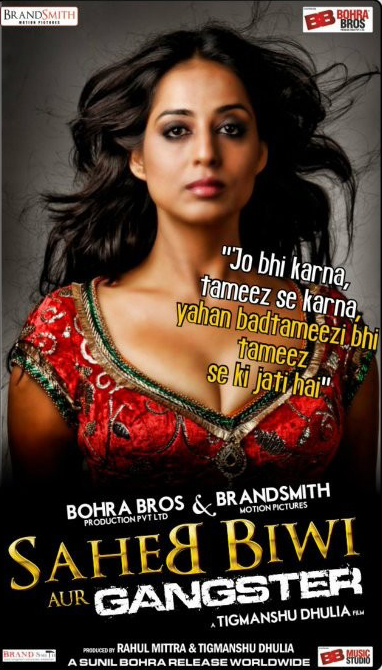 BRANDSMITH
MOTION PICTURES
BB BOHRA
BROS
"Jo bhi karna,
tameez se karna,
yahan badtameezi bhi
tameez
se ki jati hai"
BOHRA BROS & BRANDSMITH
PRODUCTION PVT LTD MOTION PICTURES
SAHEB BIWI
AUR GANGSTER
A TIGMANSHU DHULIA FILM
PRODUCED BY RAHUL MITTRA & TIGMANSHU DHULIA
A SUNIL BOHRA RELEASE WORLDWIDE
BB MUSIC
STUDIO